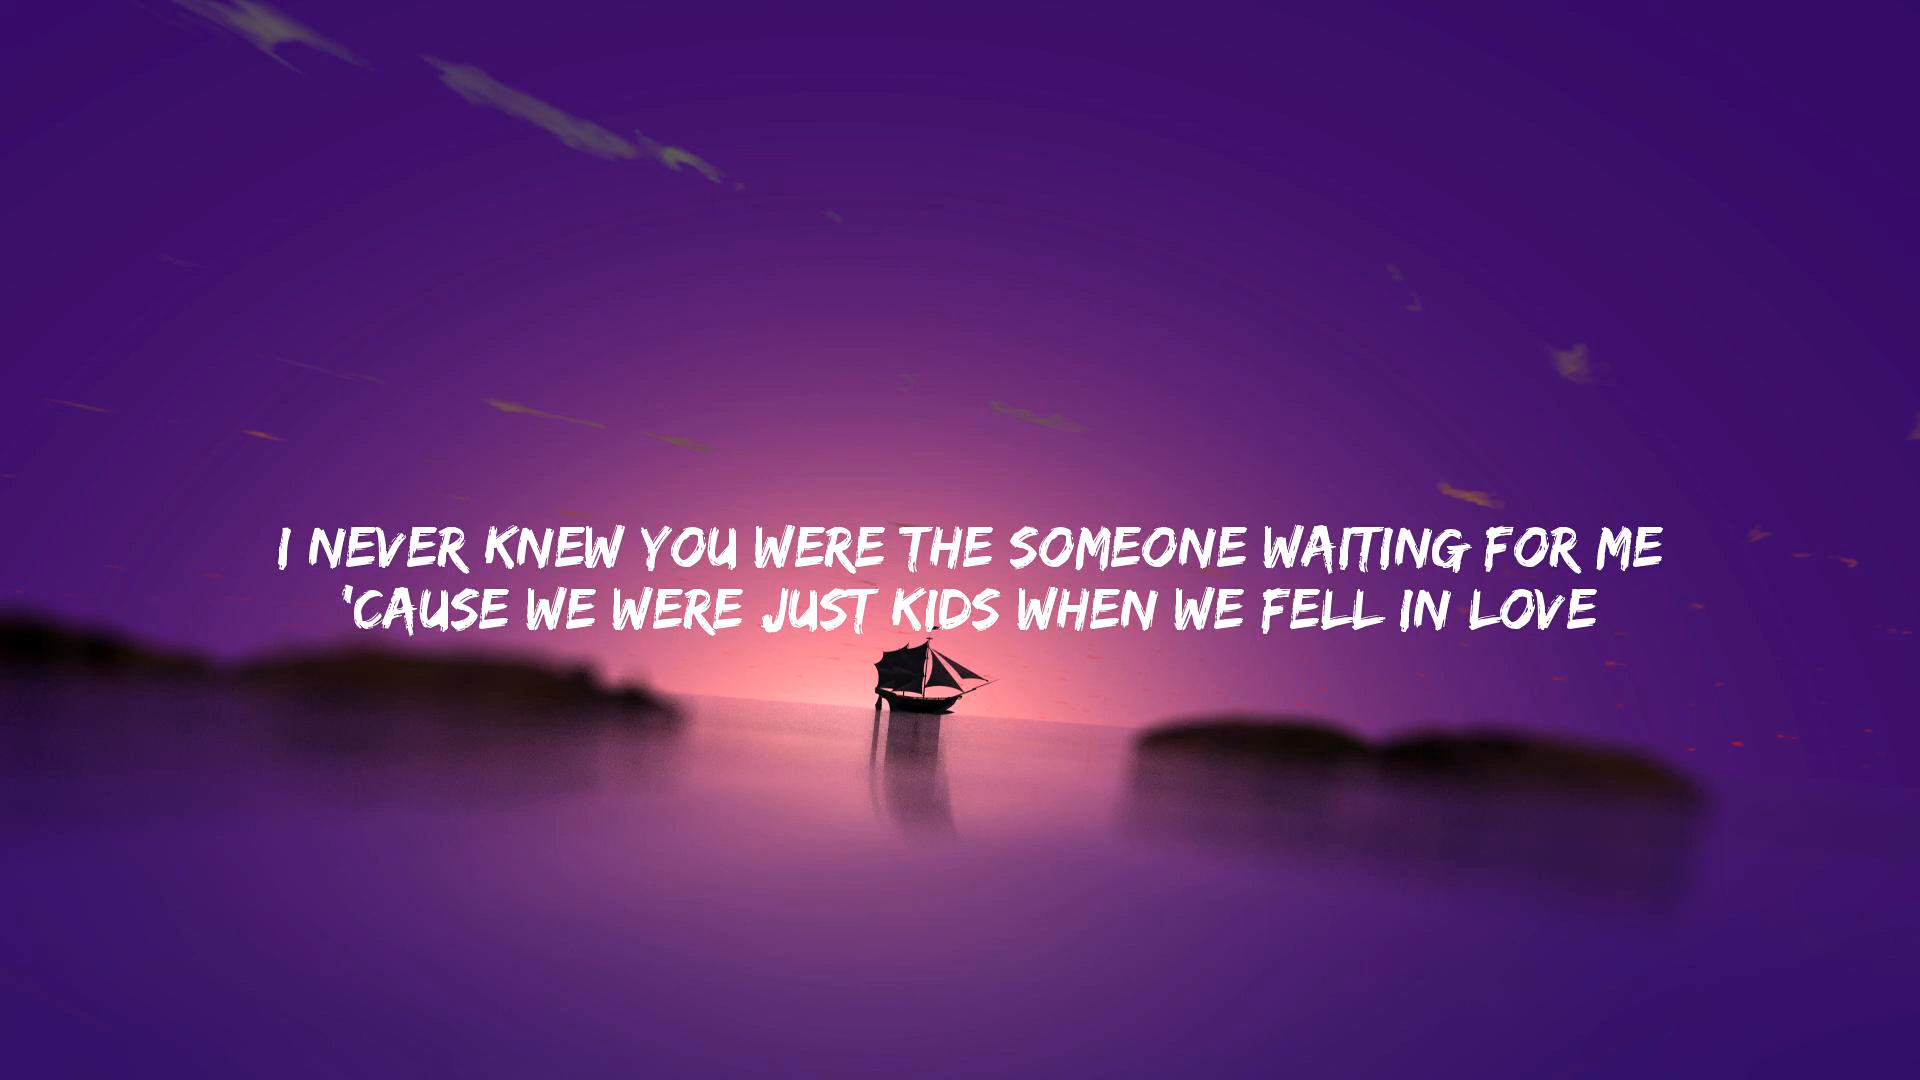 I NEVER KNEW YOU WERE THE SOMEONE WAITING FOR ME
'CAUSE WE WERE JUST KIDS WHEN WE FELL IN LOVE